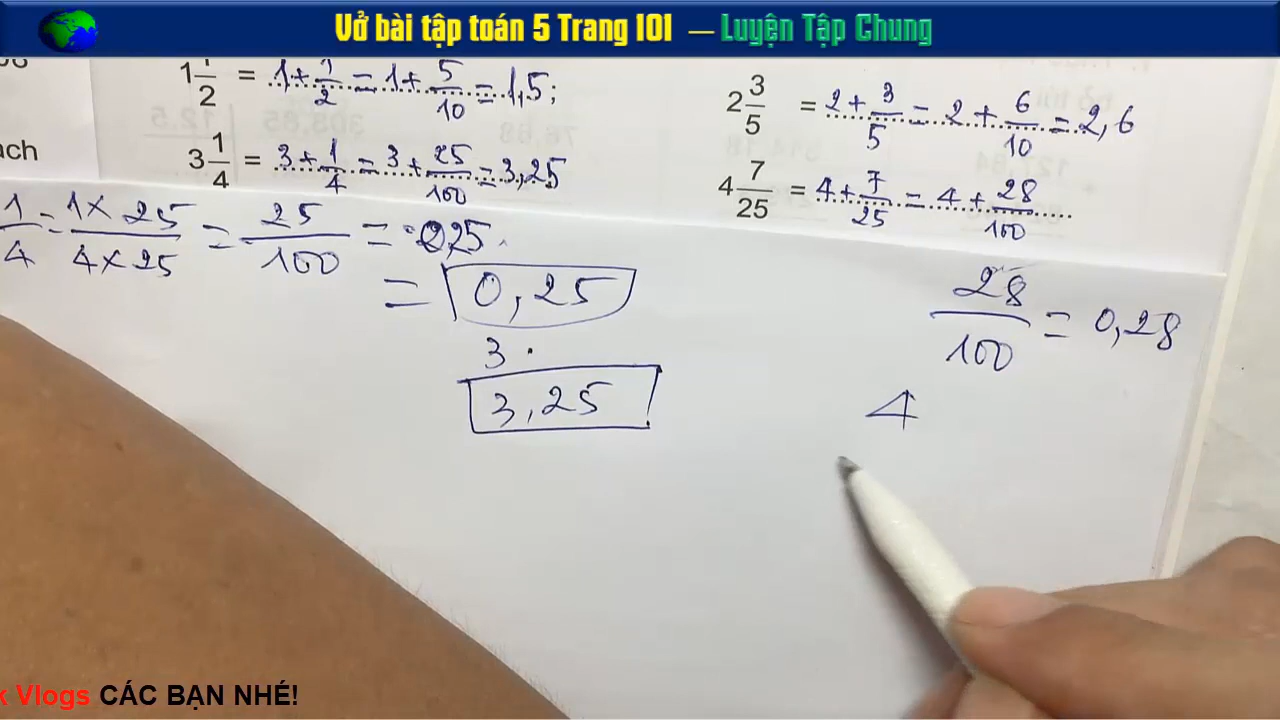 Vở bài tập toán 5 Trang 101 — Luyện Tập Chung
1 1/2 = 1 + 1/2 = 1 + 5/10 = 1,5;
2 3/5 = 2 + 3/5 = 2 + 6/10 = 2,6
ach
3 1/4 = 3 + 1/4 = 3 + 25/100 = 3,25
4 7/25 = 4 + 7/25 = 4 + 28/100
1/4 = 1 x 25 / 4 x 25 = 25/100 = 025
= 0,25
28/100 = 0,28
3
3,25
4
k Vlogs CÁC BẠN NHÉ!